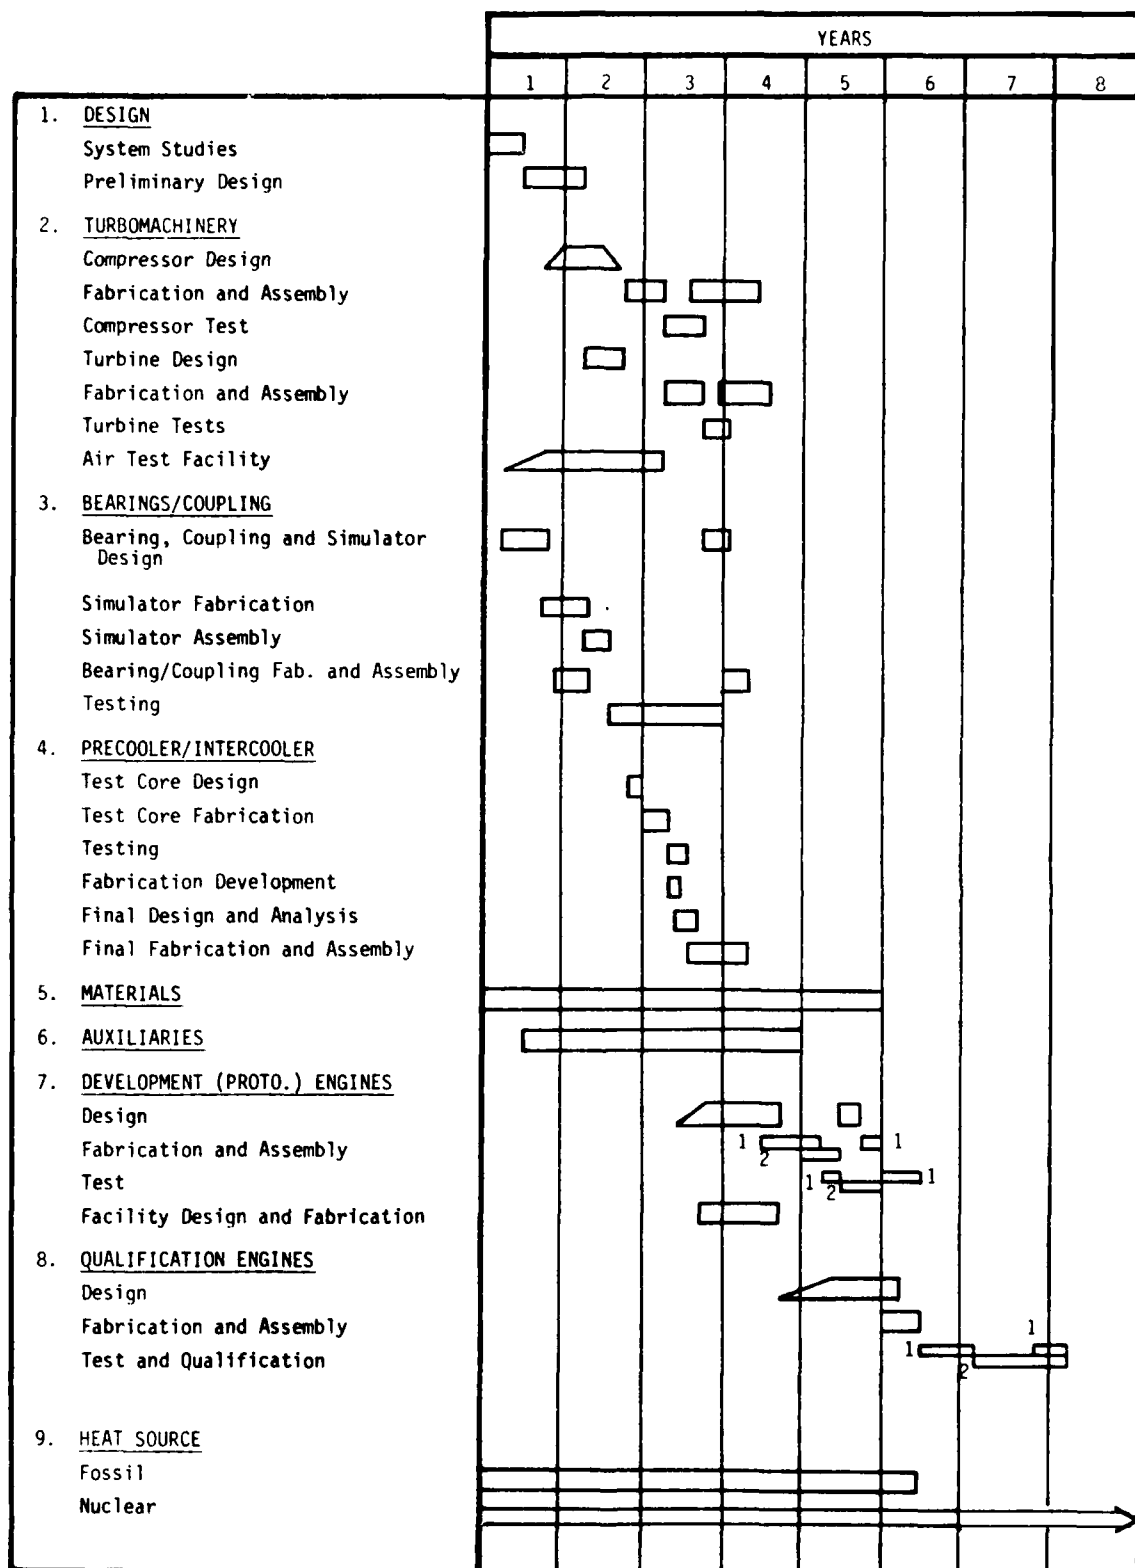 YEARS
1 2 3 4 5 6 7 8
1. DESIGN
System Studies
Preliminary Design
2. TURBOMACHINERY
Compressor Design
Fabrication and Assembly
Compressor Test
Turbine Design
Fabrication and Assembly
Turbine Tests
Air Test Facility
3. BEARINGS/COUPLING
Bearing, Coupling and Simulator
Design
Simulator Fabrication
Simulator Assembly
Bearing/Coupling Fab. and Assembly
Testing
4. PRECOOLER/INTERCOOLER
Test Core Design
Test Core Fabrication
Testing
Fabrication Development
Final Design and Analysis
Final Fabrication and Assembly
5. MATERIALS
6. AUXILIARIES
7. DEVELOPMENT (PROTO.) ENGINES
Design
Fabrication and Assembly 1 1
2
Test 1 1
2
Facility Design and Fabrication
8. QUALIFICATION ENGINES
Design
Fabrication and Assembly 1
Test and Qualification 1
2
9. HEAT SOURCE
Fossil
Nuclear